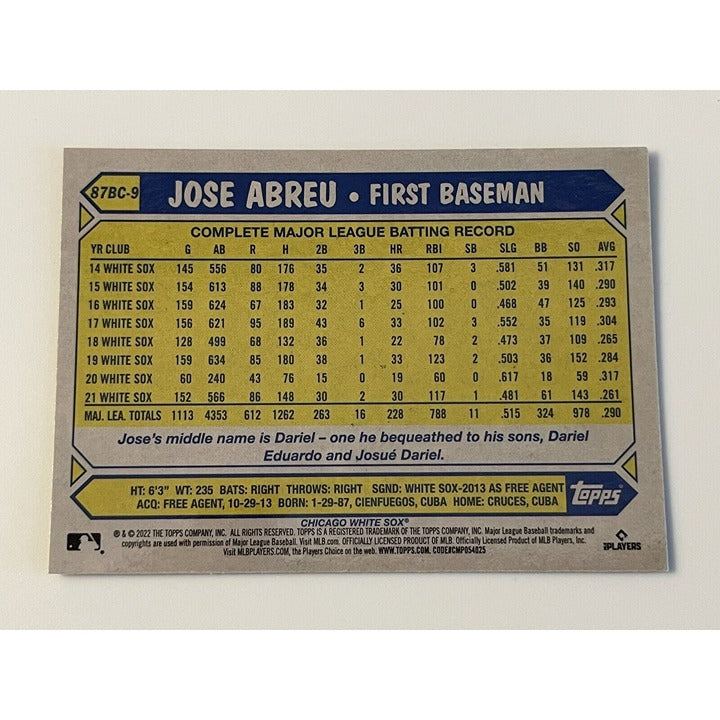 87BC-9 JOSE ABREU • FIRST BASEMAN
COMPLETE MAJOR LEAGUE BATTING RECORD
YR CLUB G AB R H 2B 3B HR RBI SB SLG BB SO AVG
14 WHITE SOX 145 556 80 176 35 2 36 107 3 .581 51 131 .317
15 WHITE SOX 154 613 88 178 34 3 30 101 0 .502 39 140 .290
16 WHITE SOX 159 624 67 183 32 1 25 100 0 .468 47 125 .293
17 WHITE SOX 156 621 95 189 43 6 33 102 3 .552 35 119 .304
18 WHITE SOX 128 499 68 132 36 1 22 78 2 .473 37 109 .265
19 WHITE SOX 159 634 85 180 38 1 33 123 2 .503 36 152 .284
20 WHITE SOX 60 240 43 76 15 0 19 60 0 .617 18 59 .317
21 WHITE SOX 152 566 86 148 30 2 30 117 1 .481 61 143 .261
MAJ. LEA. TOTALS 1113 4353 612 1262 263 16 228 788 11 .515 324 978 .290
Jose's middle name is Dariel – one he bequeathed to his sons, Dariel
Eduardo and Josué Dariel.
HT: 6'3" WT: 235 BATS: RIGHT THROWS: RIGHT SGND: WHITE SOX-2013 AS FREE AGENT
ACQ: FREE AGENT, 10-29-13 BORN: 1-29-87, CIENFUEGOS, CUBA HOME: CRUCES, CUBA
Topps
CHICAGO WHITE SOX®
® & © 2022 THE TOPPS COMPANY, INC. ALL RIGHTS RESERVED. TOPPS IS A REGISTERED TRADEMARK OF THE TOPPS COMPANY, INC. Major League Baseball trademarks and
copyrights are used with permission of Major League Baseball. Visit MLB.com. OFFICIALLY LICENSED PRODUCT OF MLB. Officially Licensed Product of MLB Players, Inc.
Visit MLBPLAYERS.com, the Players Choice on the web. WWW.TOPPS.COM. CODE#CMP054025
PLAYERS